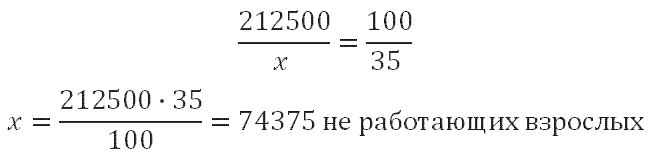 212500/x = 100/35
x = 212500 · 35/100 = 74375 не работающих взрослых